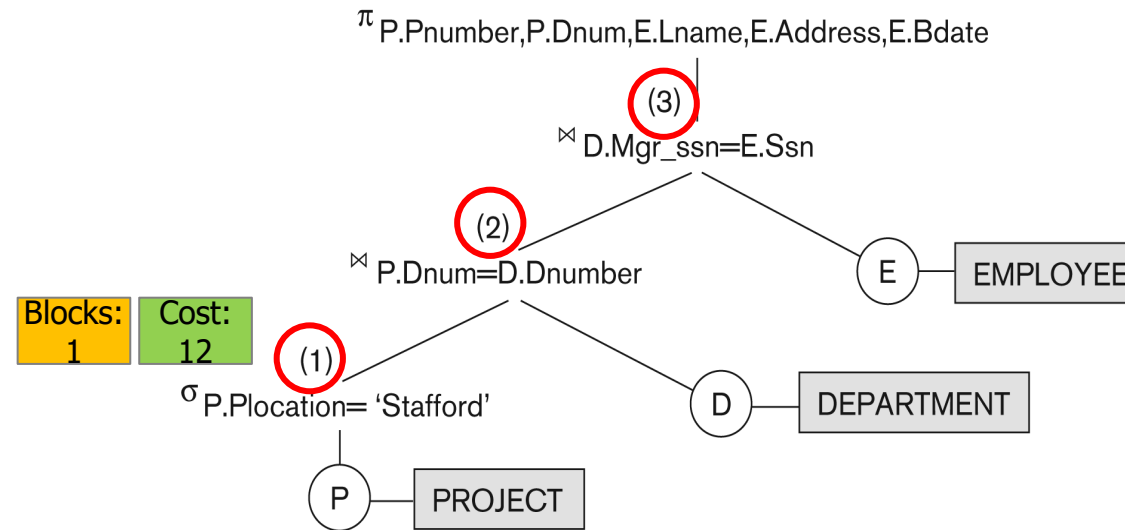 π P.Pnumber,P.Dnum,E.Lname,E.Address,E.Bdate
(3)
⋈ D.Mgr_ssn=E.Ssn
(2)
⋈ P.Dnum=D.Dnumber
E
EMPLOYEE
Blocks:
1
Cost:
12
(1)
σ P.Plocation= ‘Stafford’
D
DEPARTMENT
P
PROJECT